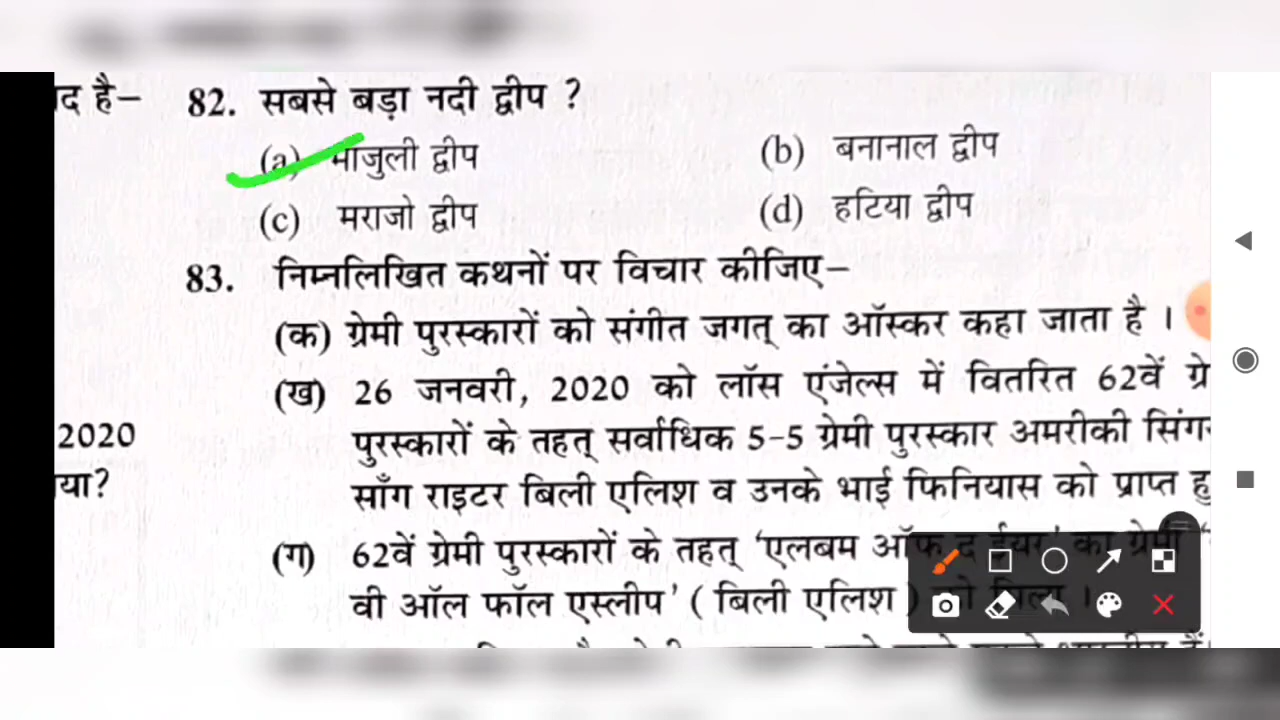 द है–
82. सबसे बड़ा नदी द्वीप ?
(a) माजुली द्वीप
(b) बनानाल द्वीप
(c) मराजो द्वीप
(d) हटिया द्वीप
83. निम्नलिखित कथनों पर विचार कीजिए–
(क) ग्रेमी पुरस्कारों को संगीत जगत् का ऑस्कर कहा जाता है ।
(ख) 26 जनवरी, 2020 को लॉस एंजेल्स में वितरित 62वें ग्रे
पुरस्कारों के तहत् सर्वाधिक 5-5 ग्रेमी पुरस्कार अमरीकी सिंग
साँग राइटर बिली एलिश व उनके भाई फिनियास को प्राप्त हु
2020
या?
(ग) 62वें ग्रेमी पुरस्कारों के तहत् ‘एलबम ऑफ द ईयर’ का ग्रेमी
वी ऑल फॉल एस्लीप’ ( बिली एलिश ) को मिला ।